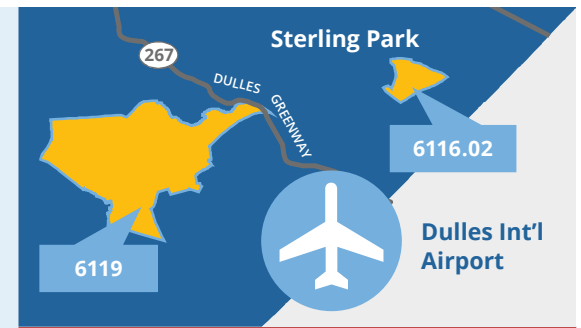 Sterling Park
267
DULLES
GREENWAY
6116.02
Dulles Int’l
Airport
6119